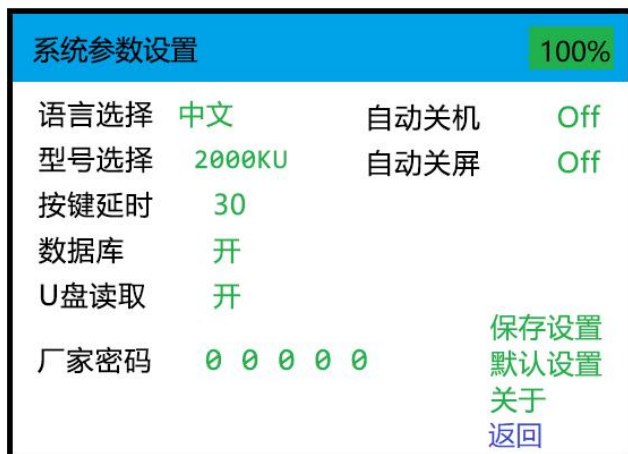 系统参数设置 100%
语言选择 中文 自动关机 Off
型号选择 2000KU 自动关屏 Off
按键延时 30
数据库 开
U盘读取 开
保存设置
厂家密码 0 0 0 0 0 默认设置
关于
返回